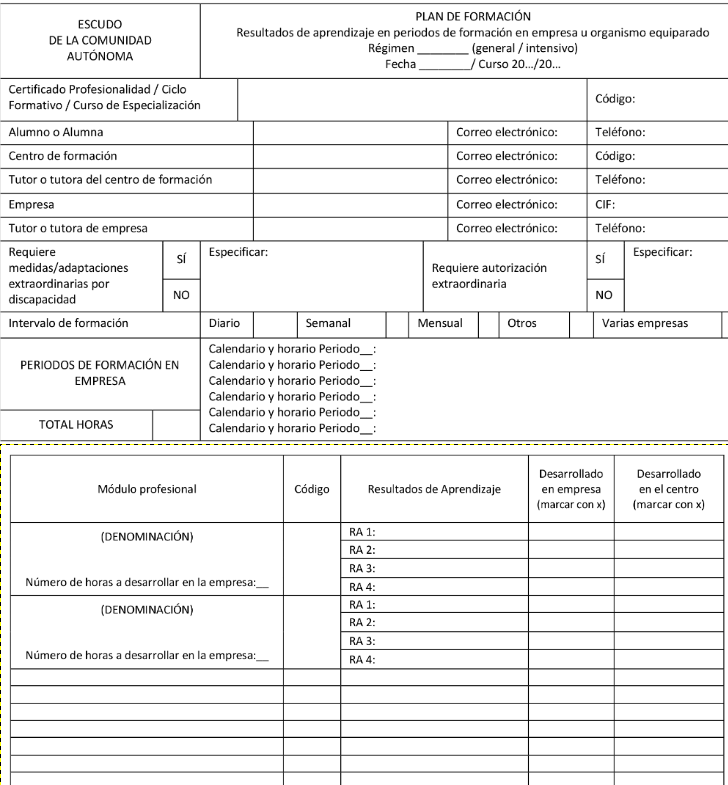 ESCUDO
DE LA COMUNIDAD
AUTÓNOMA
PLAN DE FORMACIÓN
Resultados de aprendizaje en periodos de formación en empresa u organismo equiparado
Régimen ________ (general / intensivo)
Fecha ________/ Curso 20…/20…
Certificado Profesionalidad / Ciclo
Formativo / Curso de Especialización
Código:
Alumno o Alumna
Correo electrónico:
Teléfono:
Centro de formación
Correo electrónico:
Código:
Tutor o tutora del centro de formación
Correo electrónico:
Teléfono:
Empresa
Correo electrónico:
CIF:
Tutor o tutora de empresa
Correo electrónico:
Teléfono:
Requiere
medidas/adaptaciones
extraordinarias por
discapacidad
SÍ
NO
Especificar:
Requiere autorización
extraordinaria
SÍ
NO
Especificar:
Intervalo de formación
Diario
Semanal
Mensual
Otros
Varias empresas
PERIODOS DE FORMACIÓN EN
EMPRESA
TOTAL HORAS
Calendario y horario Periodo__:
Calendario y horario Periodo__:
Calendario y horario Periodo__:
Calendario y horario Periodo__:
Calendario y horario Periodo__:
Calendario y horario Periodo__:
Módulo profesional
Código
Resultados de Aprendizaje
Desarrollado
en empresa
(marcar con x)
Desarrollado
en el centro
(marcar con x)
(DENOMINACIÓN)
Número de horas a desarrollar en la empresa:__
RA 1:
RA 2:
RA 3:
RA 4:
(DENOMINACIÓN)
Número de horas a desarrollar en la empresa:__
RA 1:
RA 2:
RA 3:
RA 4: